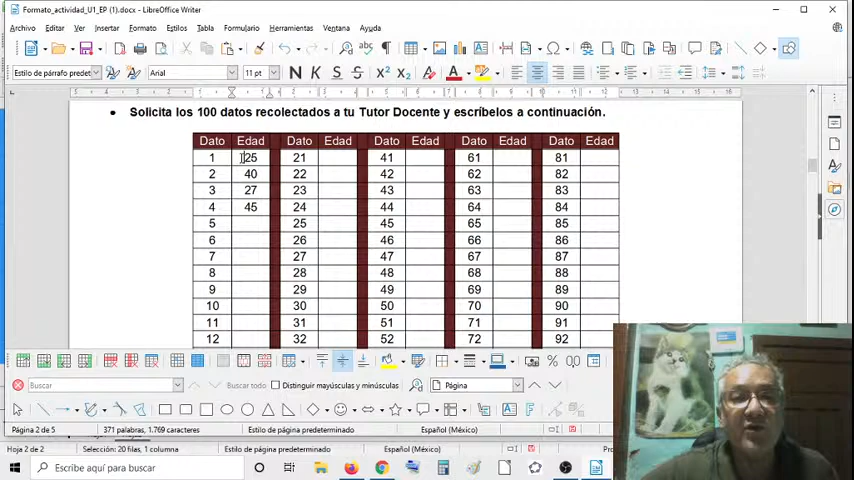 Formato_actividad_U1_EP (1).docx - LibreOffice Writer
Archivo Editar Ver Insertar Formato Estilos Tabla Formulario Herramientas Ventana Ayuda
Estilo de párrafo predet Arial 11 pt N K S
• Solicita los 100 datos recolectados a tu Tutor Docente y escríbelos a continuación.
Dato Edad Dato Edad Dato Edad Dato Edad Dato Edad
1 25 21 41 61 81
2 40 22 42 62 82
3 27 23 43 63 83
4 45 24 44 64 84
5 25 45 65 85
6 26 46 66 86
7 27 47 67 87
8 28 48 68 88
9 29 49 69 89
10 30 50 70 90
11 31 51 71 91
12 32 52 72 92
Buscar Buscar todo Distinguir mayúsculas y minúsculas Página
Página 2 de 5 371 palabras, 1.769 caracteres Estilo de página predeterminado Español (México)
Hoja 2 de 2 Selección: 20 filas, 1 columna Estilo de página predeterminado Español (México)
Escribe aquí para buscar